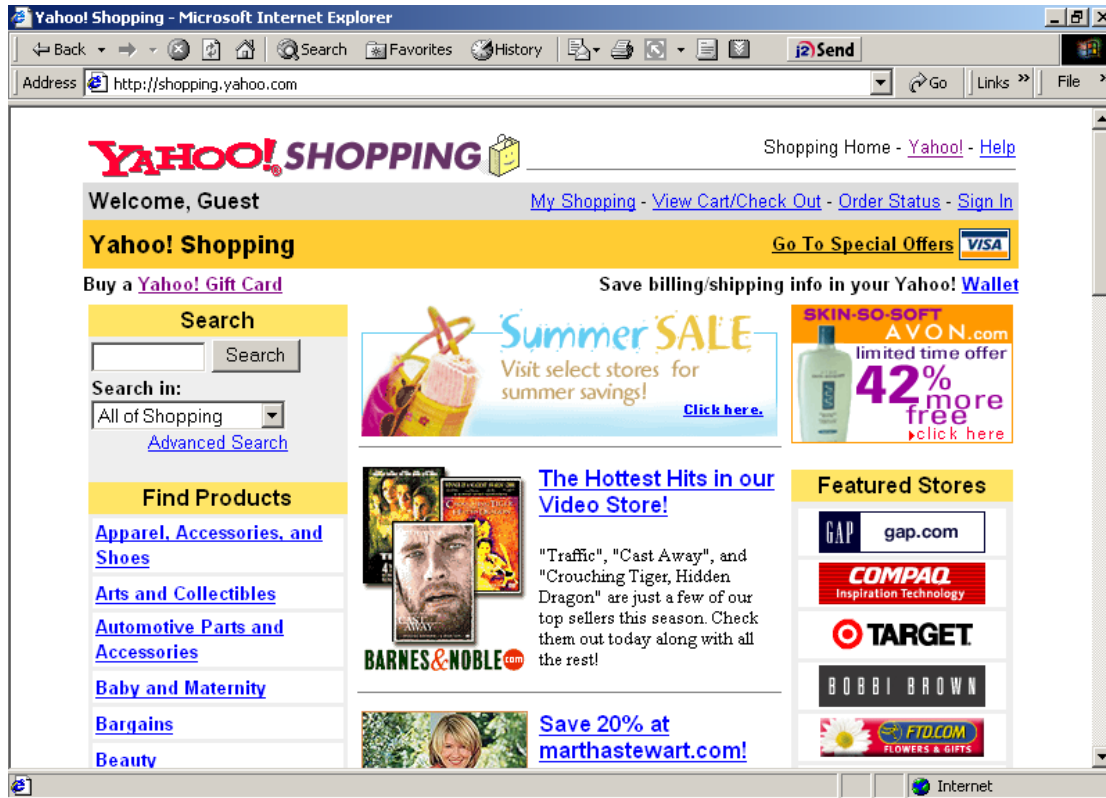 Yahoo! Shopping - Microsoft Internet Explorer
Back Search Favorites History j2 Send
Address http://shopping.yahoo.com Go Links » File
YAHOO! SHOPPING
Shopping Home - Yahoo! - Help
Welcome, Guest
My Shopping - View Cart/Check Out - Order Status - Sign In
Yahoo! Shopping
Go To Special Offers VISA
Buy a Yahoo! Gift Card
Save billing/shipping info in your Yahoo! Wallet
Search
Search
Search in:
All of Shopping
Advanced Search
Find Products
Apparel, Accessories, and
Shoes
Arts and Collectibles
Automotive Parts and
Accessories
Baby and Maternity
Bargains
Beauty
Summer SALE
Visit select stores for
summer savings!
Click here.
CROUCHING TIGER
HIDDEN DRAGON
CAST
AWAY
BARNES&NOBLE.com
The Hottest Hits in our
Video Store!
"Traffic", "Cast Away", and
"Crouching Tiger, Hidden
Dragon" are just a few of our
top sellers this season. Check
them out today along with all
the rest!
Save 20% at
marthastewart.com!
SKIN-SO-SOFT
AVON.com
limited time offer
42%
more
free
click here
Featured Stores
GAP gap.com
COMPAQ
Inspiration Technology
TARGET
BOBBI BROWN
FTD.COM
FLOWERS & GIFTS
Internet